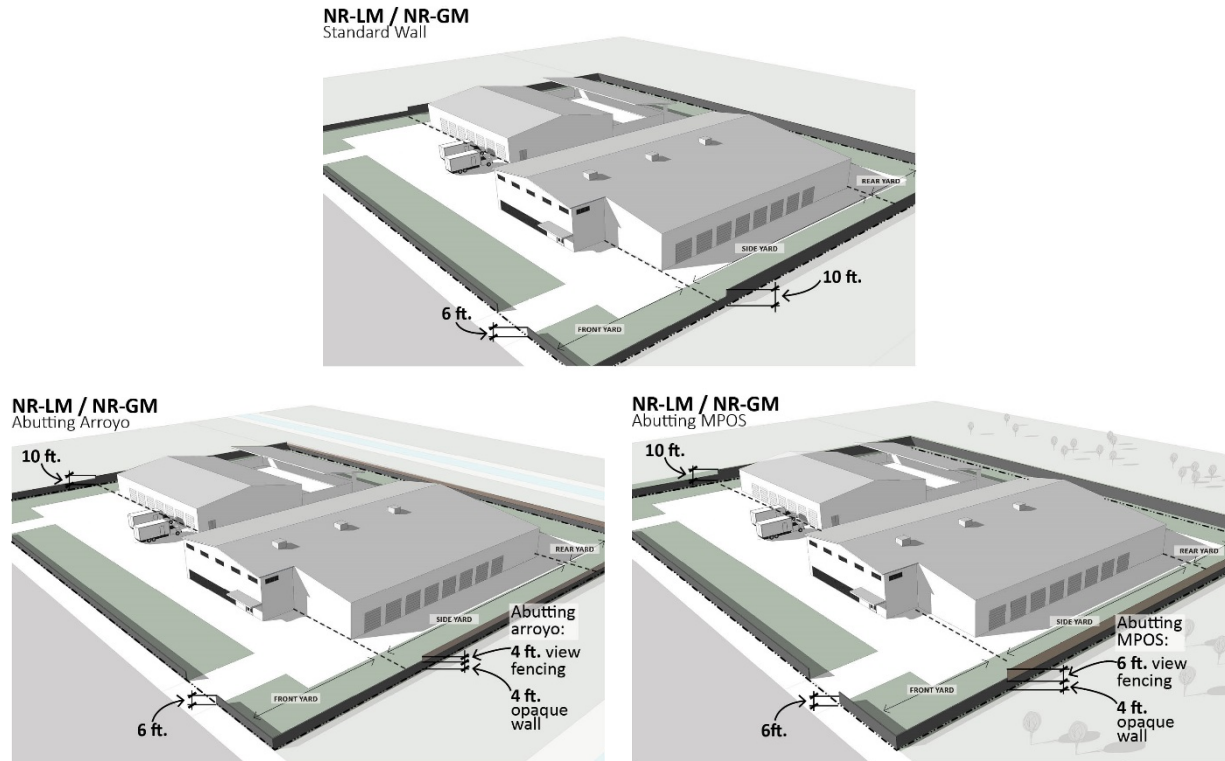 NR-LM / NR-GM
Standard Wall
REAR YARD
SIDE YARD
10 ft.
6 ft.
FRONT YARD
NR-LM / NR-GM
Abutting Arroyo
10 ft.
REAR YARD
SIDE YARD
Abutting
arroyo:
4 ft. view
fencing
4 ft.
opaque
wall
FRONT YARD
6 ft.
NR-LM / NR-GM
Abutting MPOS
10 ft.
REAR YARD
SIDE YARD
Abutting
MPOS:
6 ft. view
fencing
4 ft.
opaque
wall
FRONT YARD
6ft.